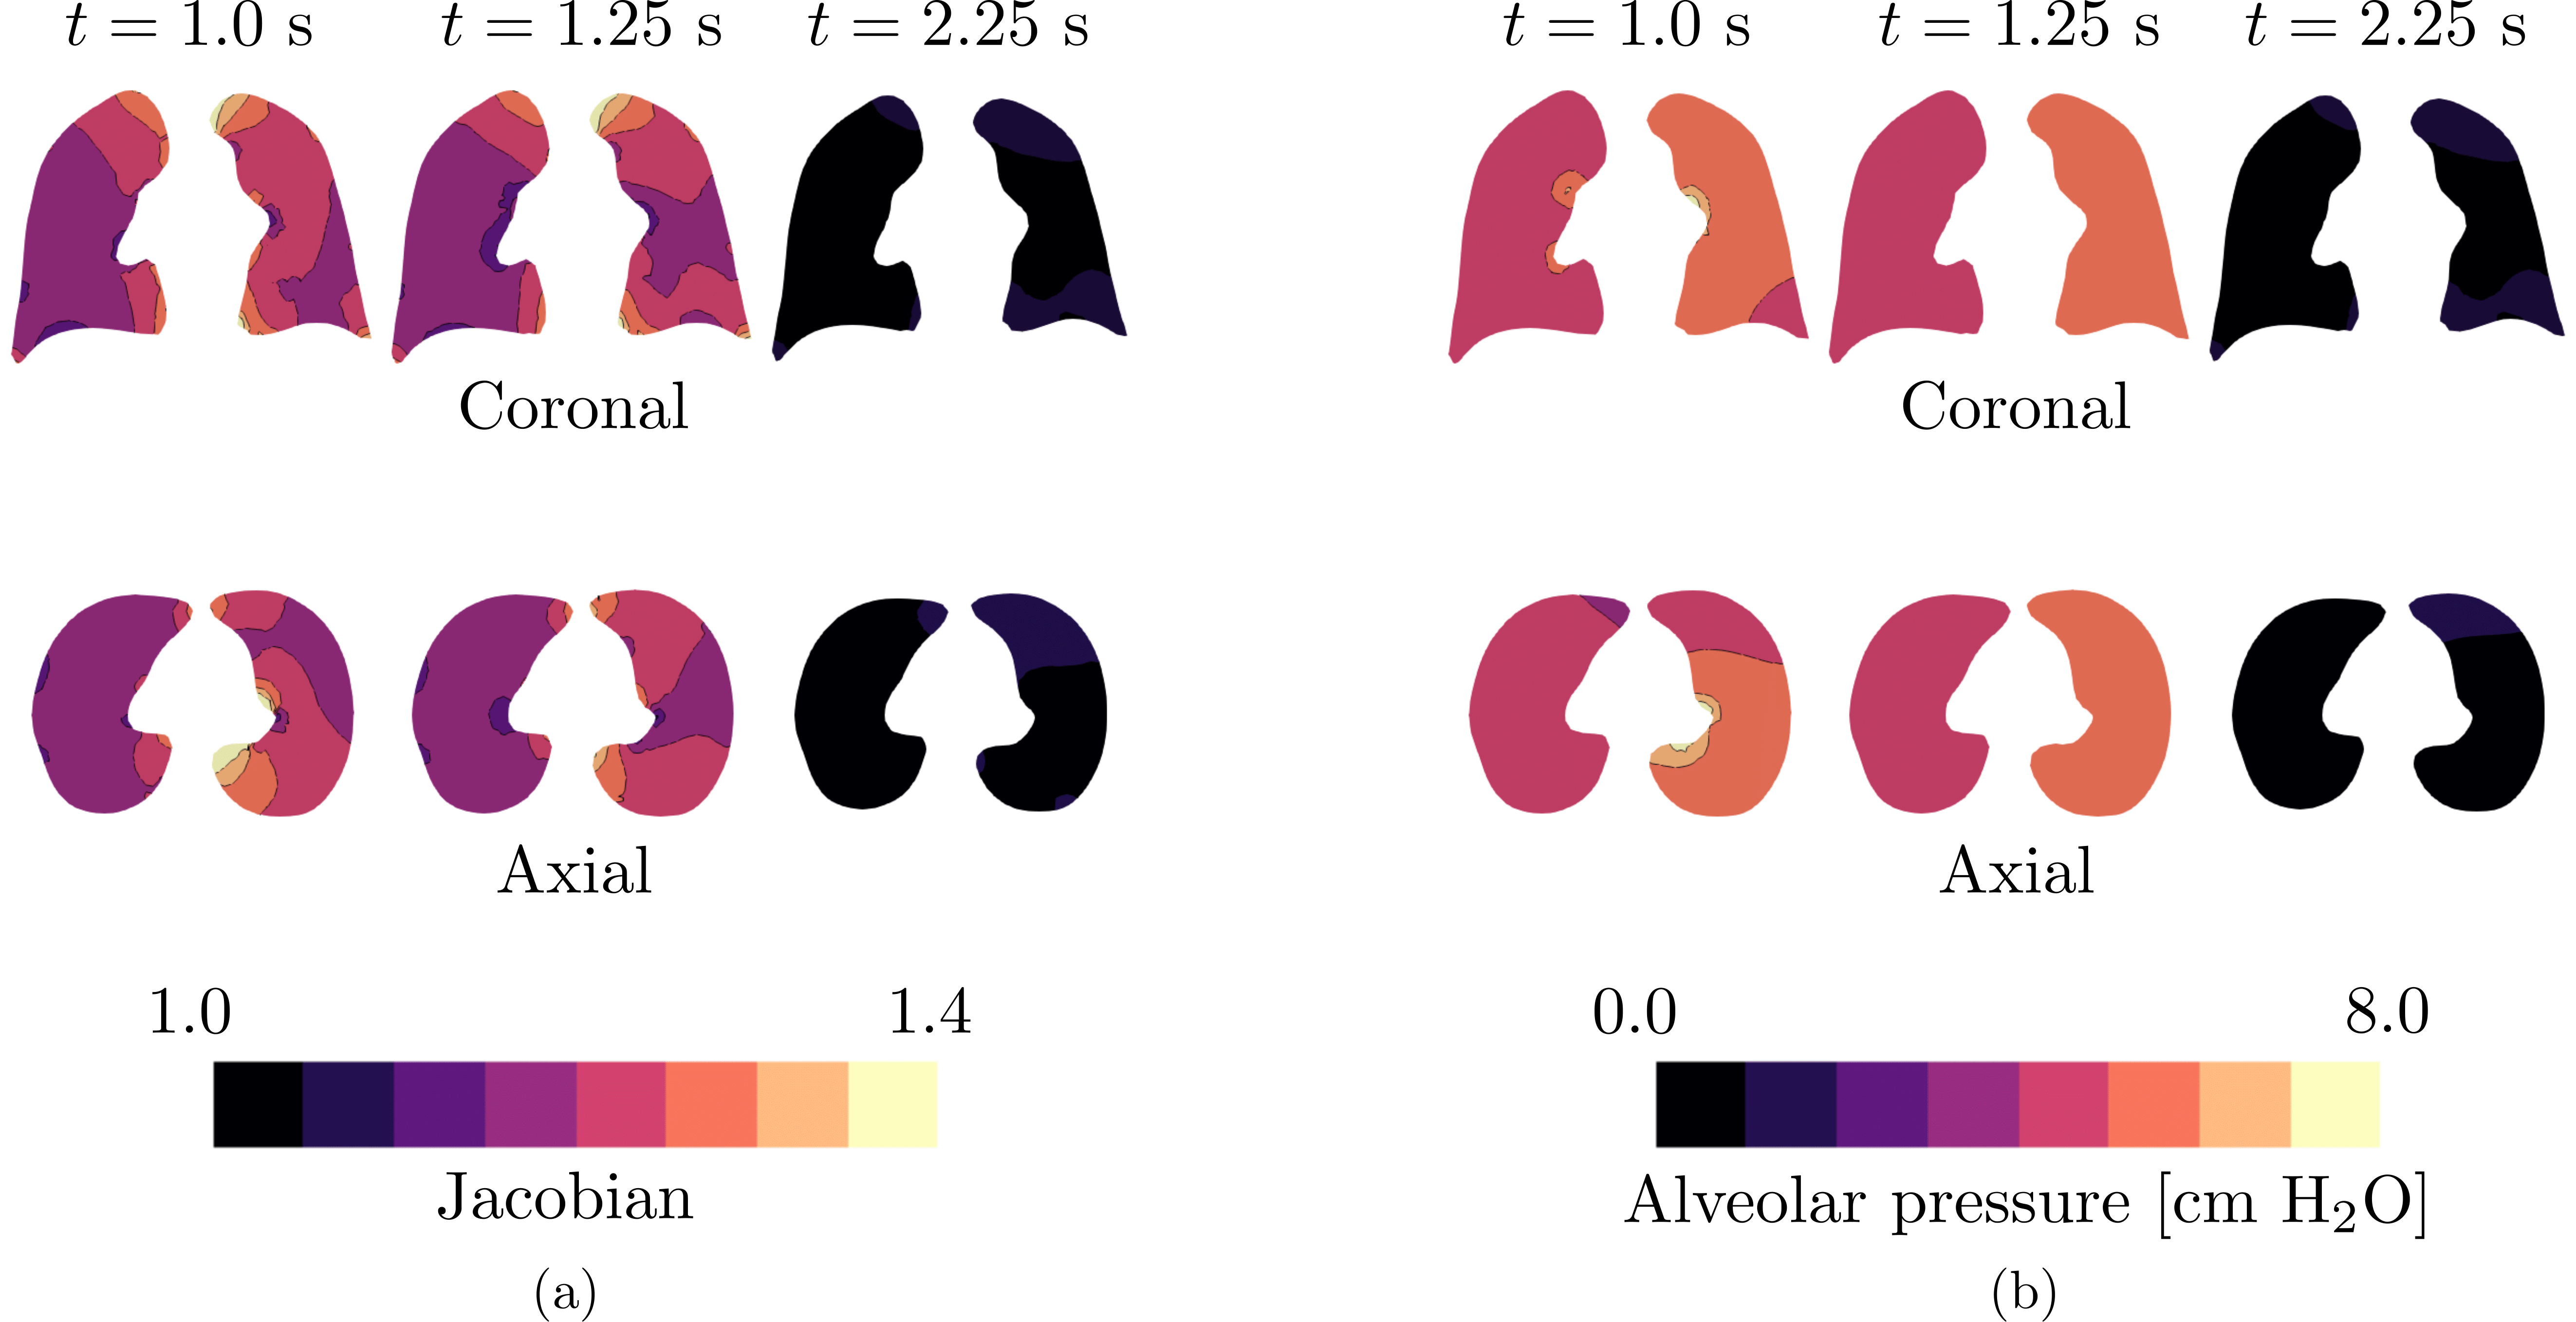 t = 1.0 s t = 1.25 s t = 2.25 s
Coronal
Axial
1.0 1.4
Jacobian
(a)
t = 1.0 s t = 1.25 s t = 2.25 s
Coronal
Axial
0.0 8.0
Alveolar pressure [cm H₂O]
(b)